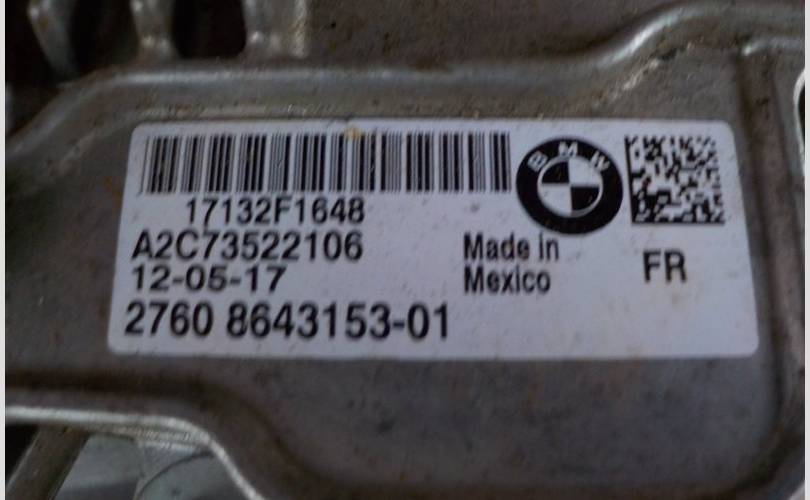 BMW
17132F1648
A2C73522106
12-05-17
Made in
Mexico
FR
2760 8643153-01